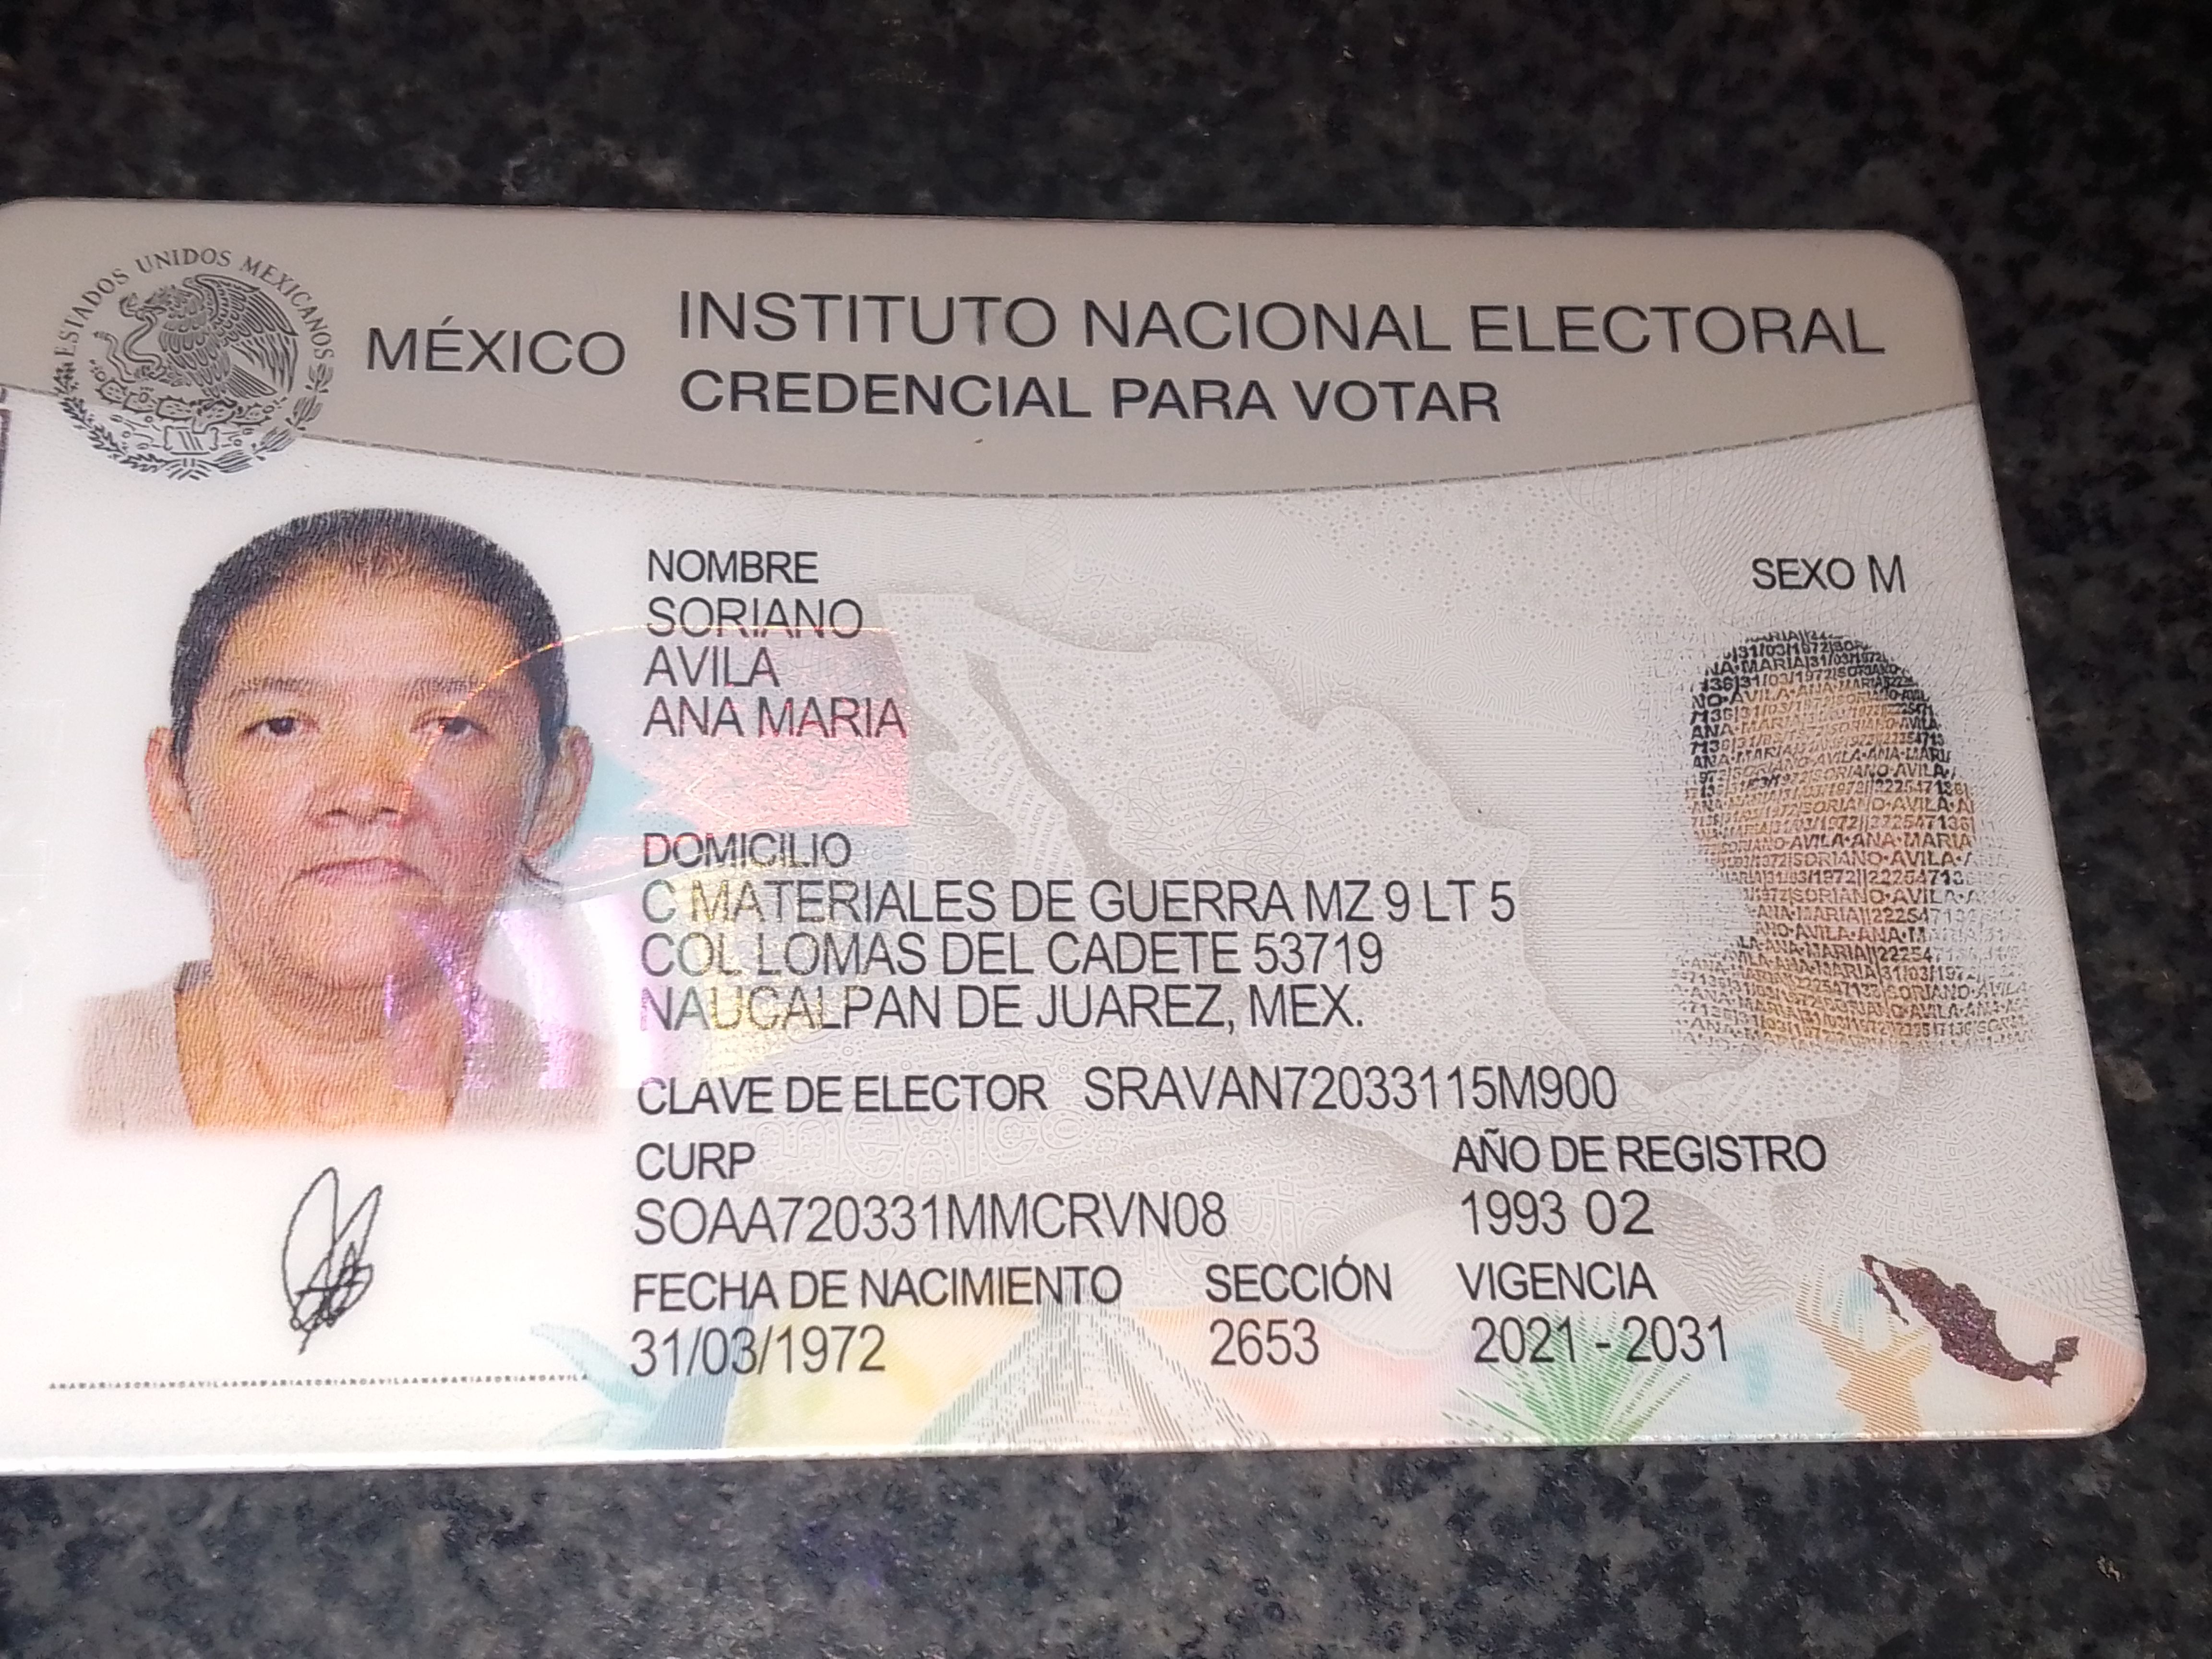 ESTADOS UNIDOS MEXICANOS
MÉXICO
INSTITUTO NACIONAL ELECTORAL
CREDENCIAL PARA VOTAR
NOMBRE
SORIANO
AVILA
ANA MARIA
SEXO M
DOMICILIO
C MATERIALES DE GUERRA MZ 9 LT 5
COL LOMAS DEL CADETE 53719
NAUCALPAN DE JUAREZ, MEX.
CLAVE DE ELECTOR SRAVAN72033115M900
CURP
SOAA720331MMCRVN08
AÑO DE REGISTRO
1993 02
FECHA DE NACIMIENTO
31/03/1972
SECCIÓN
2653
VIGENCIA
2021 - 2031
ANAMARIASORIANOAVILAANAMARIASORIANOAVILAANAMARIASORIANOAVILA